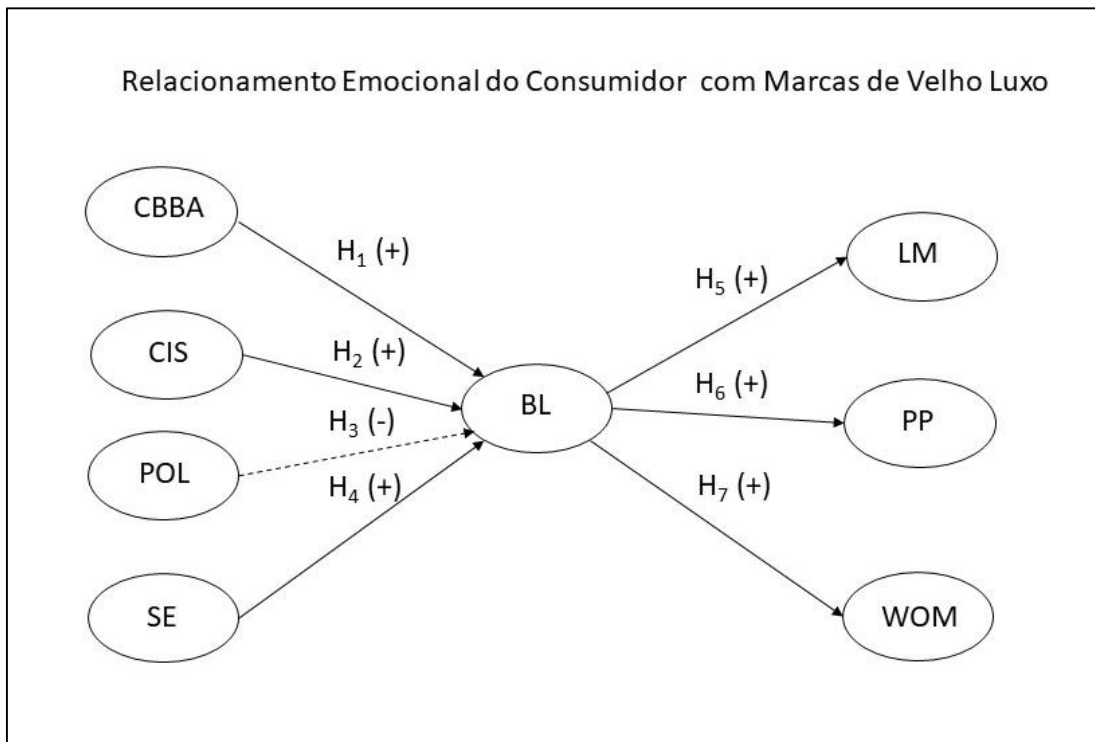 Relacionamento Emocional do Consumidor com Marcas de Velho Luxo
CBBA
H₁ (+)
CIS
H₂ (+)
POL
H₃ (-)
SE
H₄ (+)
BL
H₅ (+)
LM
H₆ (+)
PP
H₇ (+)
WOM